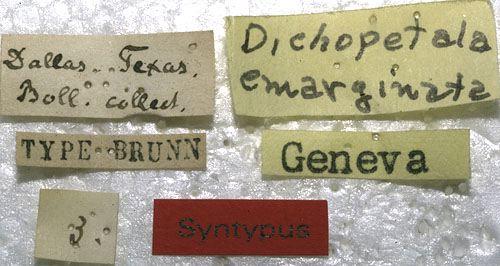 Dallas. Texas.
Boll. collect.
Dichopetala
emarginata
TYPE-BRUNN
Geneva
3.
Syntypus